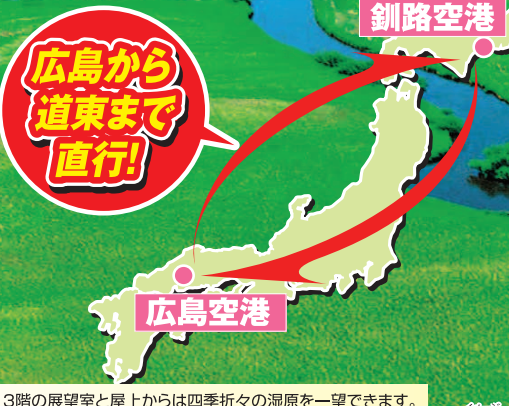 釧路空港
広島から
道東まで
直行!
広島空港
3階の展望室と屋上からは四季折々の湿原を一望できます。